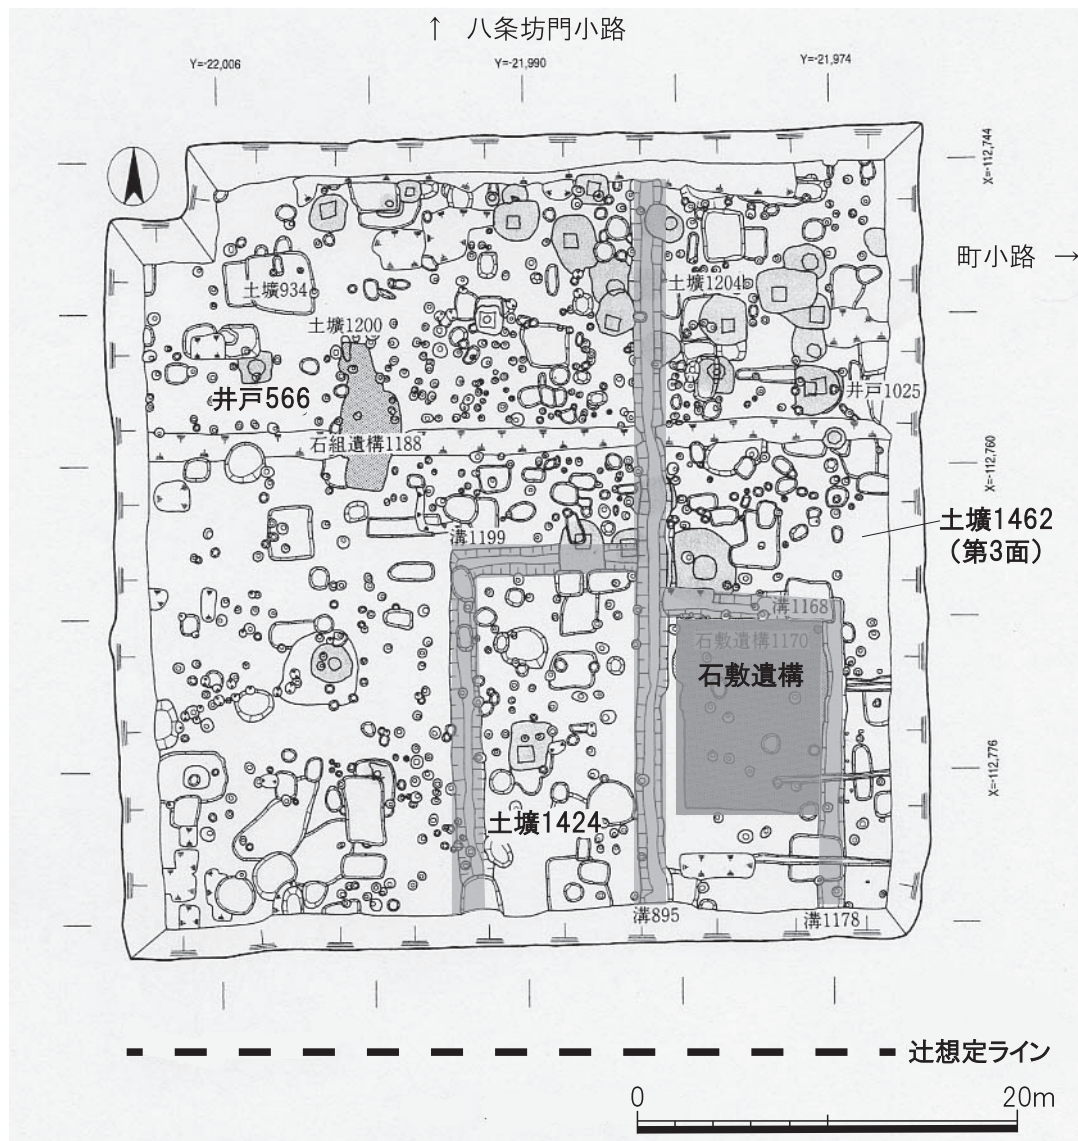 ↑ 八条坊門小路
Y=-22,006
Y=-21,990
Y=-21,974
X=-112,744
町小路 →
土壙934
土壙1204
土壙1200
井戸566
井戸1025
石組遺構1188
X=-112,760
溝1199
土壙1462
（第3面）
溝1168
石敷遺構1170
石敷遺構
X=-112,776
土壙1424
溝895
溝1178
辻想定ライン
0
20m